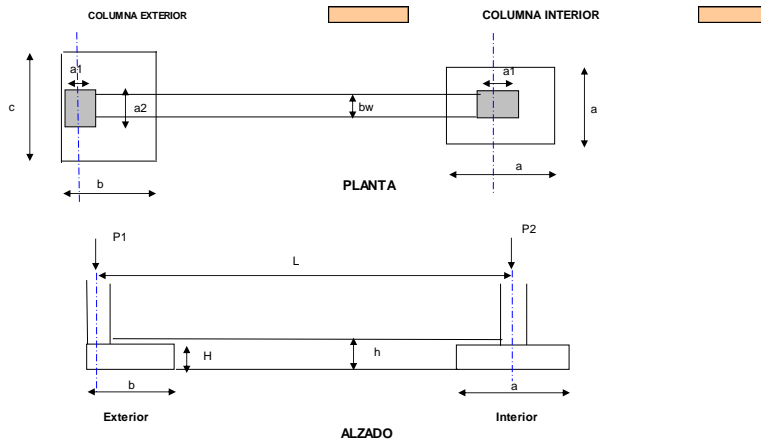 COLUMNA EXTERIOR
COLUMNA INTERIOR
a1
a1
c
a2
bw
a
b
a
PLANTA
P1
P2
L
H
h
b
a
Exterior
Interior
ALZADO